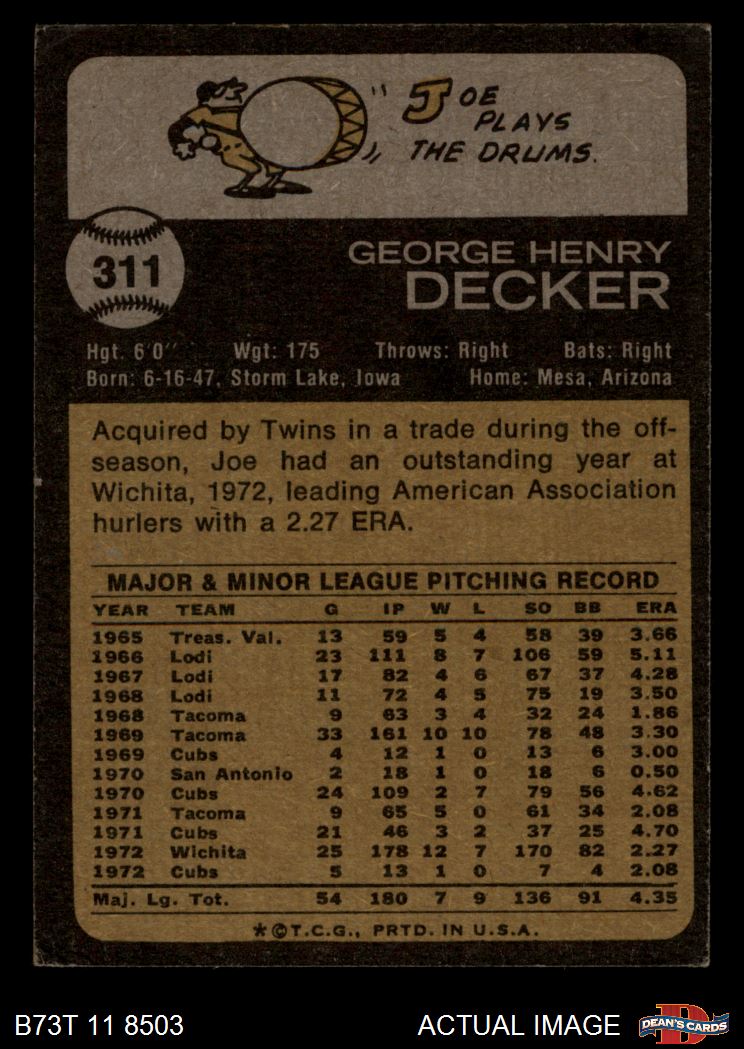 JOE
PLAYS
THE DRUMS.
311
GEORGE HENRY
DECKER
Hgt. 6'0" Wgt: 175 Throws: Right Bats: Right
Born: 6-16-47, Storm Lake, Iowa Home: Mesa, Arizona
Acquired by Twins in a trade during the off-
season, Joe had an outstanding year at
Wichita, 1972, leading American Association
hurlers with a 2.27 ERA.
MAJOR & MINOR LEAGUE PITCHING RECORD
YEAR TEAM G IP W L SO BB ERA
1965 Treas. Val. 13 59 5 4 58 39 3.66
1966 Lodi 23 111 8 7 106 59 5.11
1967 Lodi 17 82 4 6 67 37 4.28
1968 Lodi 11 72 4 5 75 19 3.50
1968 Tacoma 9 63 3 4 32 24 1.86
1969 Tacoma 33 161 10 10 78 48 3.30
1969 Cubs 4 12 1 0 13 6 3.00
1970 San Antonio 2 18 1 0 18 6 0.50
1970 Cubs 24 109 2 7 79 56 4.62
1971 Tacoma 9 65 5 0 61 34 2.08
1971 Cubs 21 46 3 2 37 25 4.70
1972 Wichita 25 178 12 7 170 82 2.27
1972 Cubs 5 13 1 0 7 4 2.08
Maj. Lg. Tot. 54 180 7 9 136 91 4.35
*©T.C.G., PRTD. IN U.S.A.
B73T 11 8503 ACTUAL IMAGE D DEAN'S CARDS